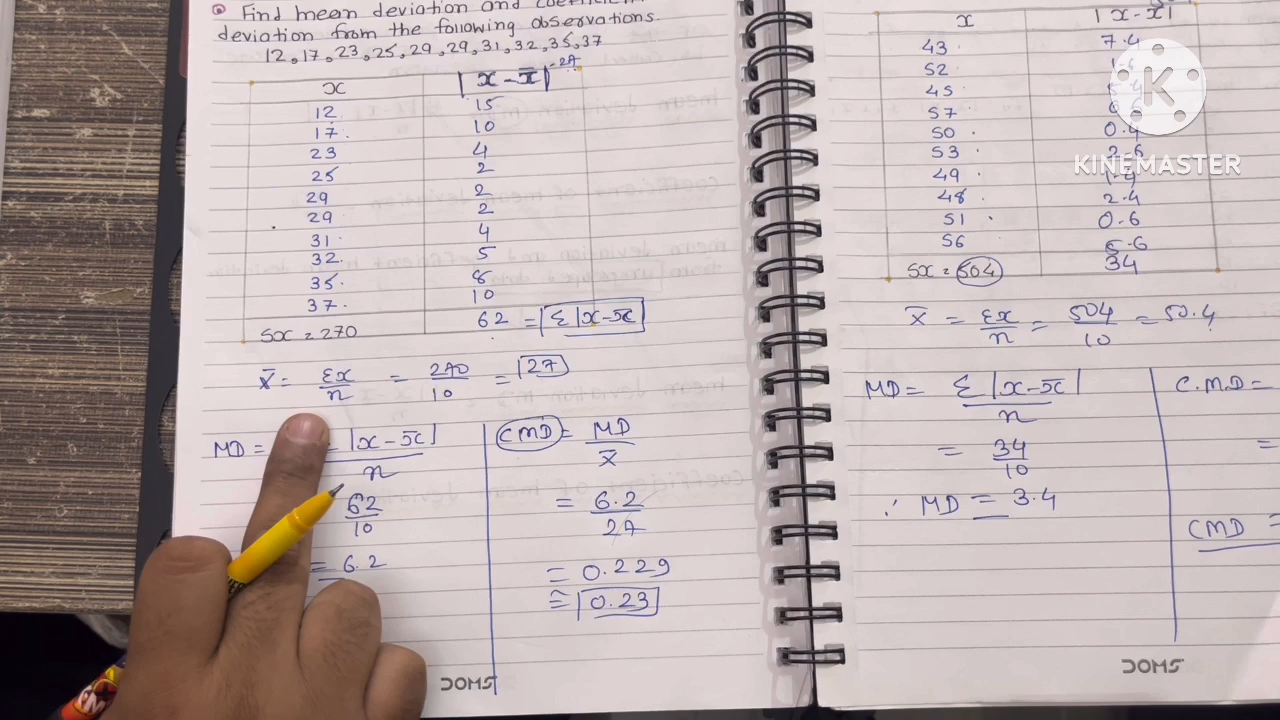 Find mean deviation and
deviation from the following observations.
12, 17, 23, 25, 29, 29, 31, 32, 35, 37
x |x-x̄|-27
12 15
17 10
23 4
25 2
29 2
29 2
31 4
32 5
35 8
37 10
Σx = 270 62 = Σ|x-x̄|
x̄ = Σx/n = 270/10 = 27
MD = |x-x̄|/n
62/10
= 6.2
CMD = MD/x̄
= 6.2/27
= 0.229
≅ 0.23
DOMS
x |x-x̄|
43 7.4
52
45
57
50 0.4
53 2.6
49
48 2.4
51 0.6
56 5.6
Σx = 504 34
x̄ = Σx/n = 504/10 = 50.4
MD = Σ|x-x̄|/n
= 34/10
∴ MD = 3.4
C.M.D =
=
CMD =
DOMS
K
KINEMASTER